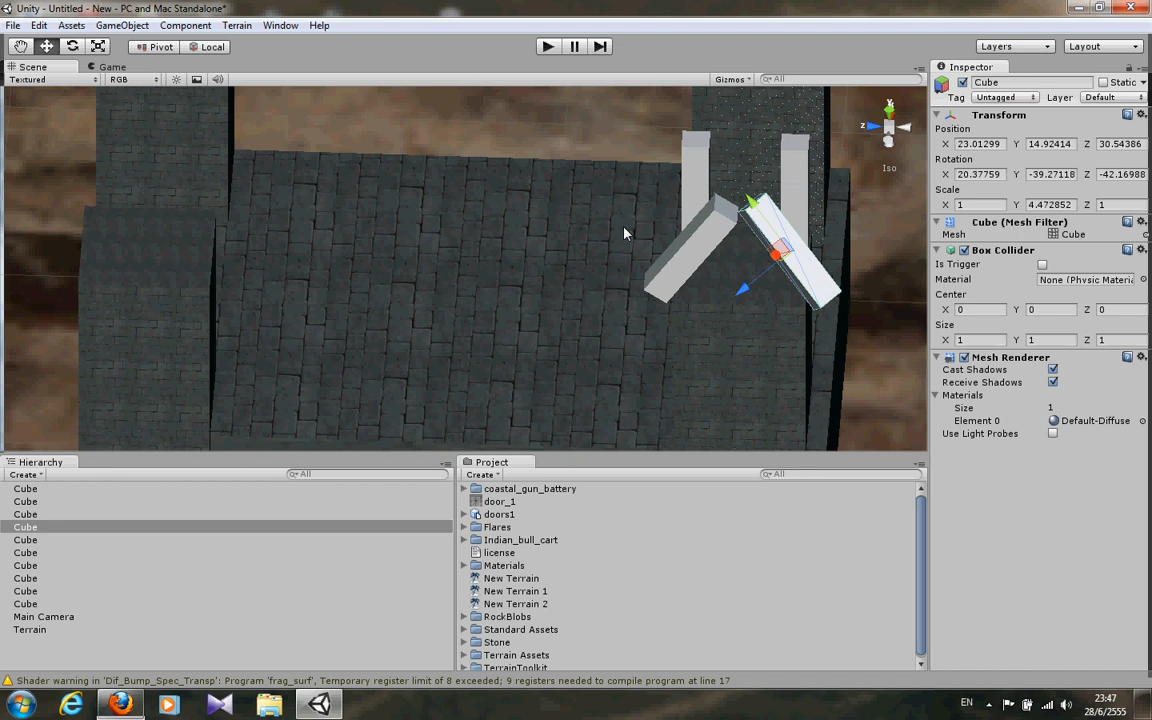 Unity - Untitled - New - PC and Mac Standalone*
File Edit Assets GameObject Component Terrain Window Help
Pivot Local Layers Layout
Scene Game
Textured RGB Gizmos All
y
z
Iso
Inspector
Cube Static
Tag Untagged Layer Default
Transform
Position
X 23.01299 Y 14.92414 Z 30.54386
Rotation
X 20.37759 Y -39.27118 Z -42.16988
Scale
X 1 Y 4.472852 Z 1
Cube (Mesh Filter)
Mesh Cube
Box Collider
Is Trigger
Material None (Physic Materia
Center
X 0 Y 0 Z 0
Size
X 1 Y 1 Z 1
Mesh Renderer
Cast Shadows
Receive Shadows
Materials
Size 1
Element 0 Default-Diffuse
Use Light Probes
Hierarchy
Create All
Cube
Cube
Cube
Cube
Cube
Cube
Cube
Cube
Cube
Cube
Main Camera
Terrain
Project
Create All
coastal_gun_battery
door_1
doors1
Flares
Indian_bull_cart
license
Materials
New Terrain
New Terrain 1
New Terrain 2
RockBlobs
Standard Assets
Stone
Terrain Assets
TerrainToolkit
Shader warning in 'Dif_Bump_Spec_Transp': Program 'frag_surf', Temporary register limit of 8 exceeded; 9 registers needed to compile program at line 17
EN
23:47
28/6/2555